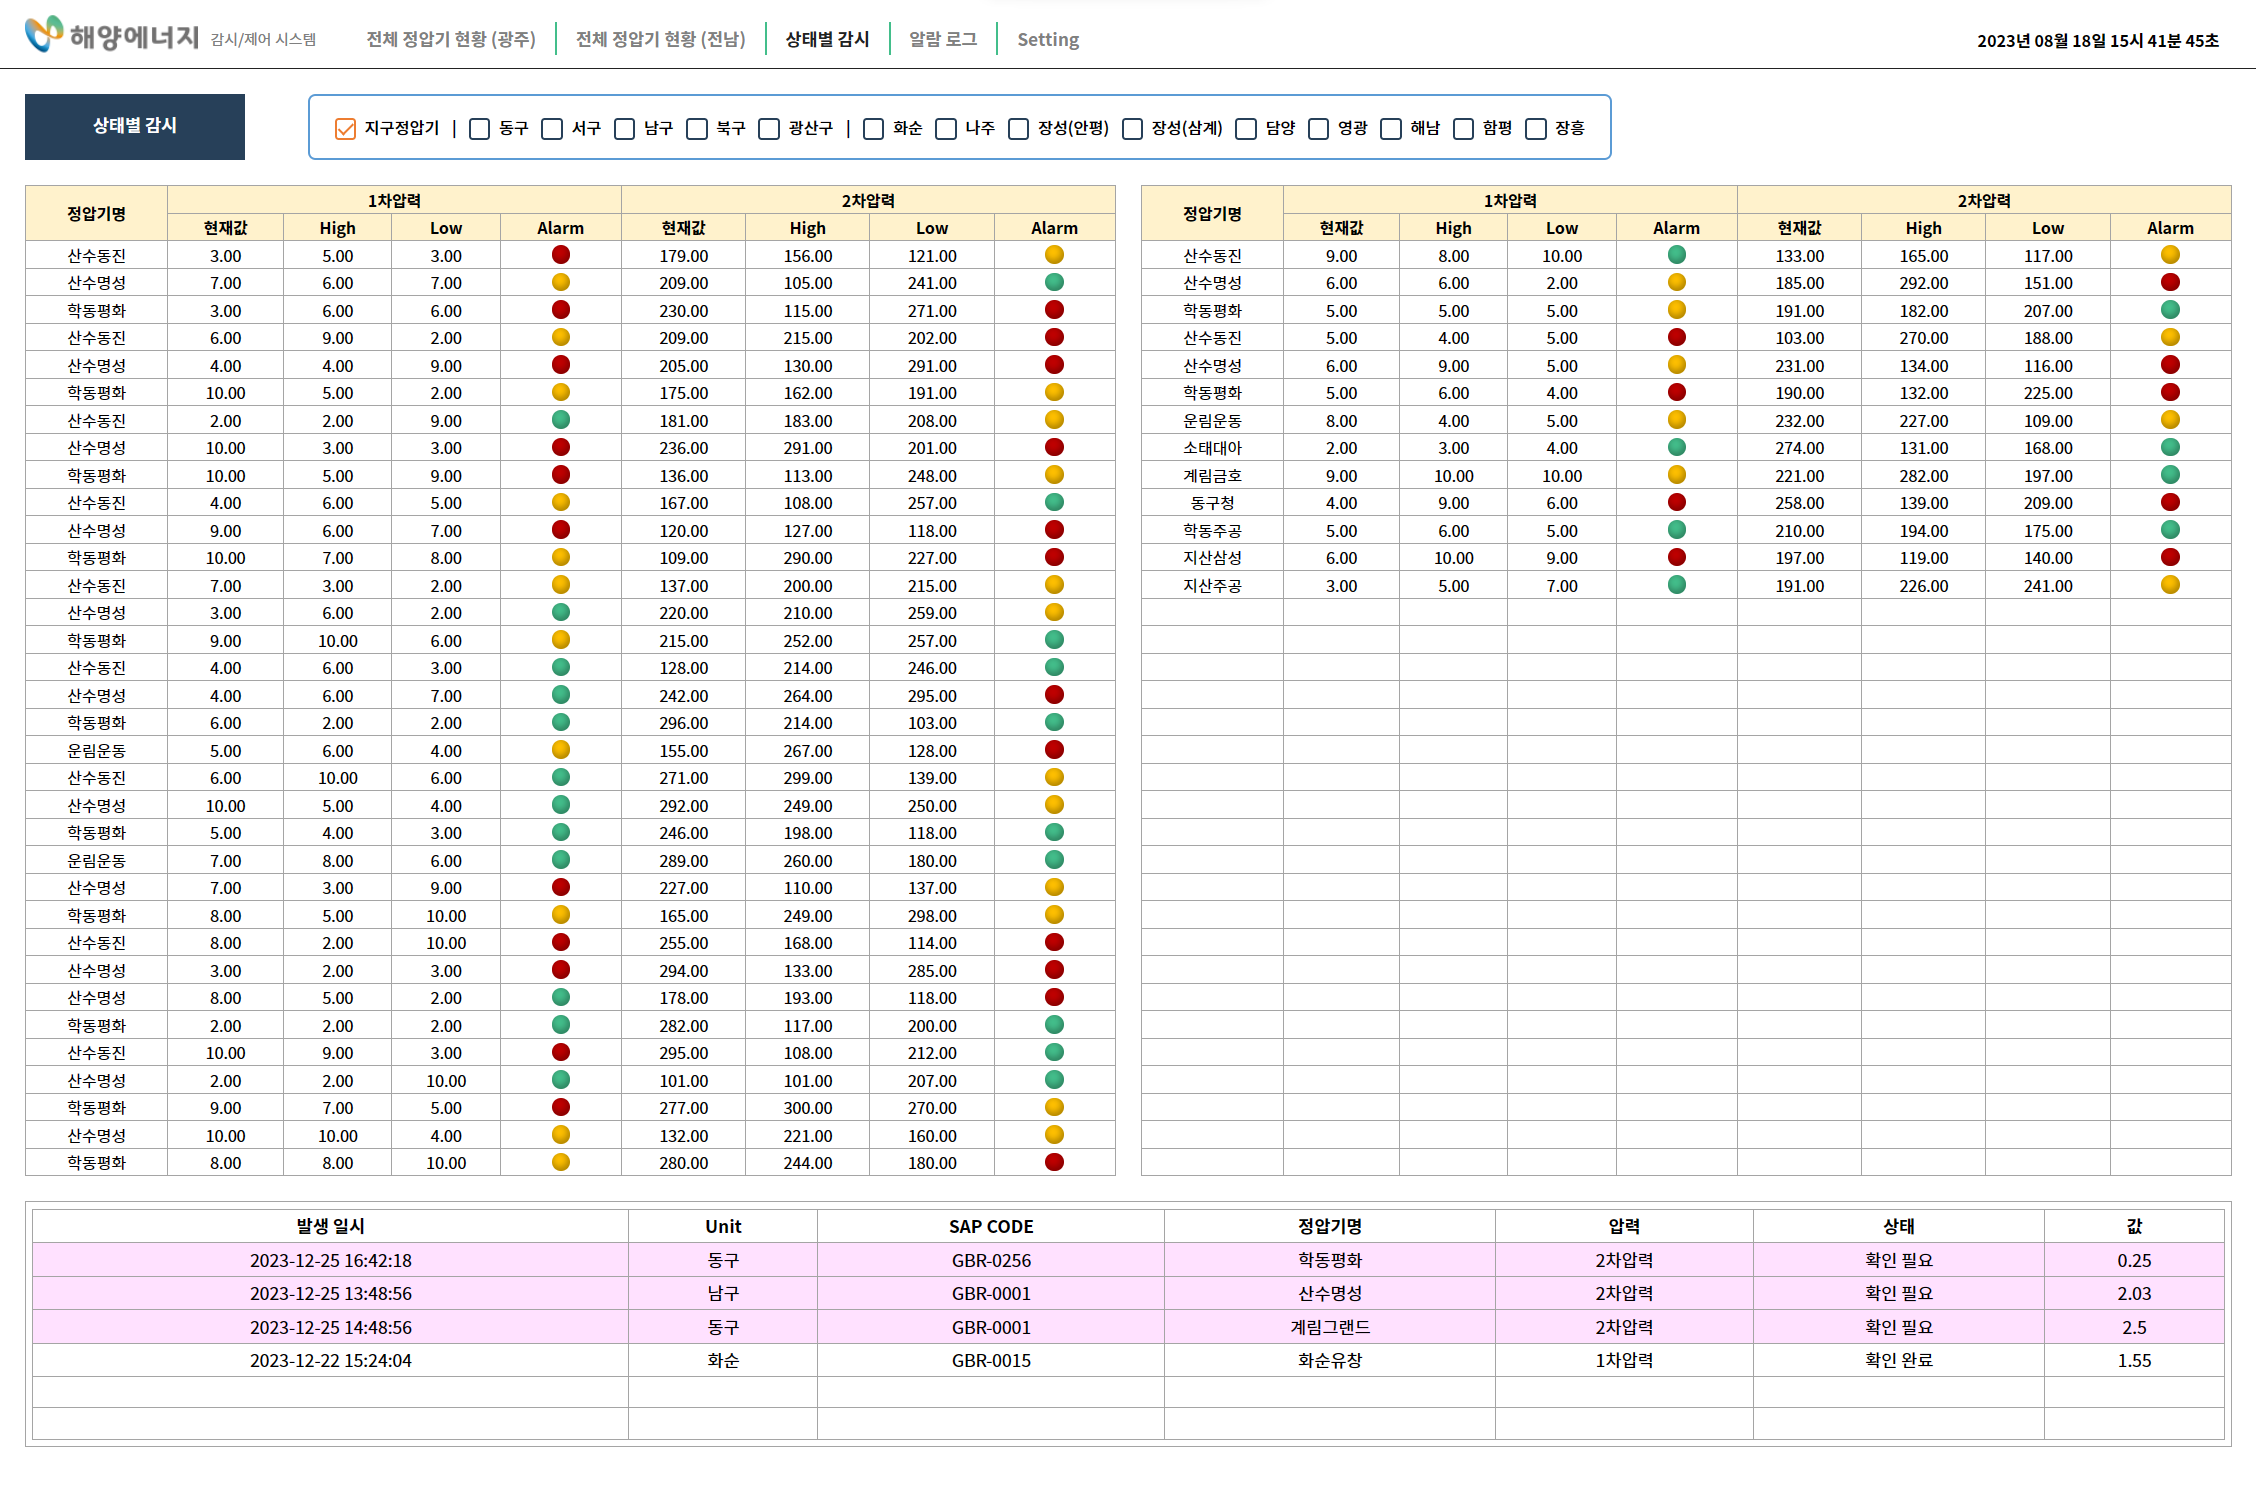 해양에너지 감시/제어 시스템 전체 정압기 현황 (광주) 전체 정압기 현황 (전남) 상태별 감시 알람 로그 Setting 2023년 08월 18일 15시 41분 45초
상태별 감시
지구정압기 | 동구 서구 남구 북구 광산구 | 화순 나주 장성(안평) 장성(삼계) 담양 영광 해남 함평 장흥
정압기명 1차압력 2차압력
현재값 High Low Alarm 현재값 High Low Alarm
산수동진 3.00 5.00 3.00 179.00 156.00 121.00
산수명성 7.00 6.00 7.00 209.00 105.00 241.00
학동평화 3.00 6.00 6.00 230.00 115.00 271.00
산수동진 6.00 9.00 2.00 209.00 215.00 202.00
산수명성 4.00 4.00 9.00 205.00 130.00 291.00
학동평화 10.00 5.00 2.00 175.00 162.00 191.00
산수동진 2.00 2.00 9.00 181.00 183.00 208.00
산수명성 10.00 3.00 3.00 236.00 291.00 201.00
학동평화 10.00 5.00 9.00 136.00 113.00 248.00
산수동진 4.00 6.00 5.00 167.00 108.00 257.00
산수명성 9.00 6.00 7.00 120.00 127.00 118.00
학동평화 10.00 7.00 8.00 109.00 290.00 227.00
산수동진 7.00 3.00 2.00 137.00 200.00 215.00
산수명성 3.00 6.00 2.00 220.00 210.00 259.00
학동평화 9.00 10.00 6.00 215.00 252.00 257.00
산수동진 4.00 6.00 3.00 128.00 214.00 246.00
산수명성 4.00 6.00 7.00 242.00 264.00 295.00
학동평화 6.00 2.00 2.00 296.00 214.00 103.00
운림운동 5.00 6.00 4.00 155.00 267.00 128.00
산수동진 6.00 10.00 6.00 271.00 299.00 139.00
산수명성 10.00 5.00 4.00 292.00 249.00 250.00
학동평화 5.00 4.00 3.00 246.00 198.00 118.00
운림운동 7.00 8.00 6.00 289.00 260.00 180.00
산수명성 7.00 3.00 9.00 227.00 110.00 137.00
학동평화 8.00 5.00 10.00 165.00 249.00 298.00
산수동진 8.00 2.00 10.00 255.00 168.00 114.00
산수명성 3.00 2.00 3.00 294.00 133.00 285.00
산수명성 8.00 5.00 2.00 178.00 193.00 118.00
학동평화 2.00 2.00 2.00 282.00 117.00 200.00
산수동진 10.00 9.00 3.00 295.00 108.00 212.00
산수명성 2.00 2.00 10.00 101.00 101.00 207.00
학동평화 9.00 7.00 5.00 277.00 300.00 270.00
산수명성 10.00 10.00 4.00 132.00 221.00 160.00
학동평화 8.00 8.00 10.00 280.00 244.00 180.00
정압기명 1차압력 2차압력
현재값 High Low Alarm 현재값 High Low Alarm
산수동진 9.00 8.00 10.00 133.00 165.00 117.00
산수명성 6.00 6.00 2.00 185.00 292.00 151.00
학동평화 5.00 5.00 5.00 191.00 182.00 207.00
산수동진 5.00 4.00 5.00 103.00 270.00 188.00
산수명성 6.00 9.00 5.00 231.00 134.00 116.00
학동평화 5.00 6.00 4.00 190.00 132.00 225.00
운림운동 8.00 4.00 5.00 232.00 227.00 109.00
소태대아 2.00 3.00 4.00 274.00 131.00 168.00
계림금호 9.00 10.00 10.00 221.00 282.00 197.00
동구청 4.00 9.00 6.00 258.00 139.00 209.00
학동주공 5.00 6.00 5.00 210.00 194.00 175.00
지산삼성 6.00 10.00 9.00 197.00 119.00 140.00
지산주공 3.00 5.00 7.00 191.00 226.00 241.00
발생 일시 Unit SAP CODE 정압기명 압력 상태 값
2023-12-25 16:42:18 동구 GBR-0256 학동평화 2차압력 확인 필요 0.25
2023-12-25 13:48:56 남구 GBR-0001 산수명성 2차압력 확인 필요 2.03
2023-12-25 14:48:56 동구 GBR-0001 계림그랜드 2차압력 확인 필요 2.5
2023-12-22 15:24:04 화순 GBR-0015 화순유창 1차압력 확인 완료 1.55